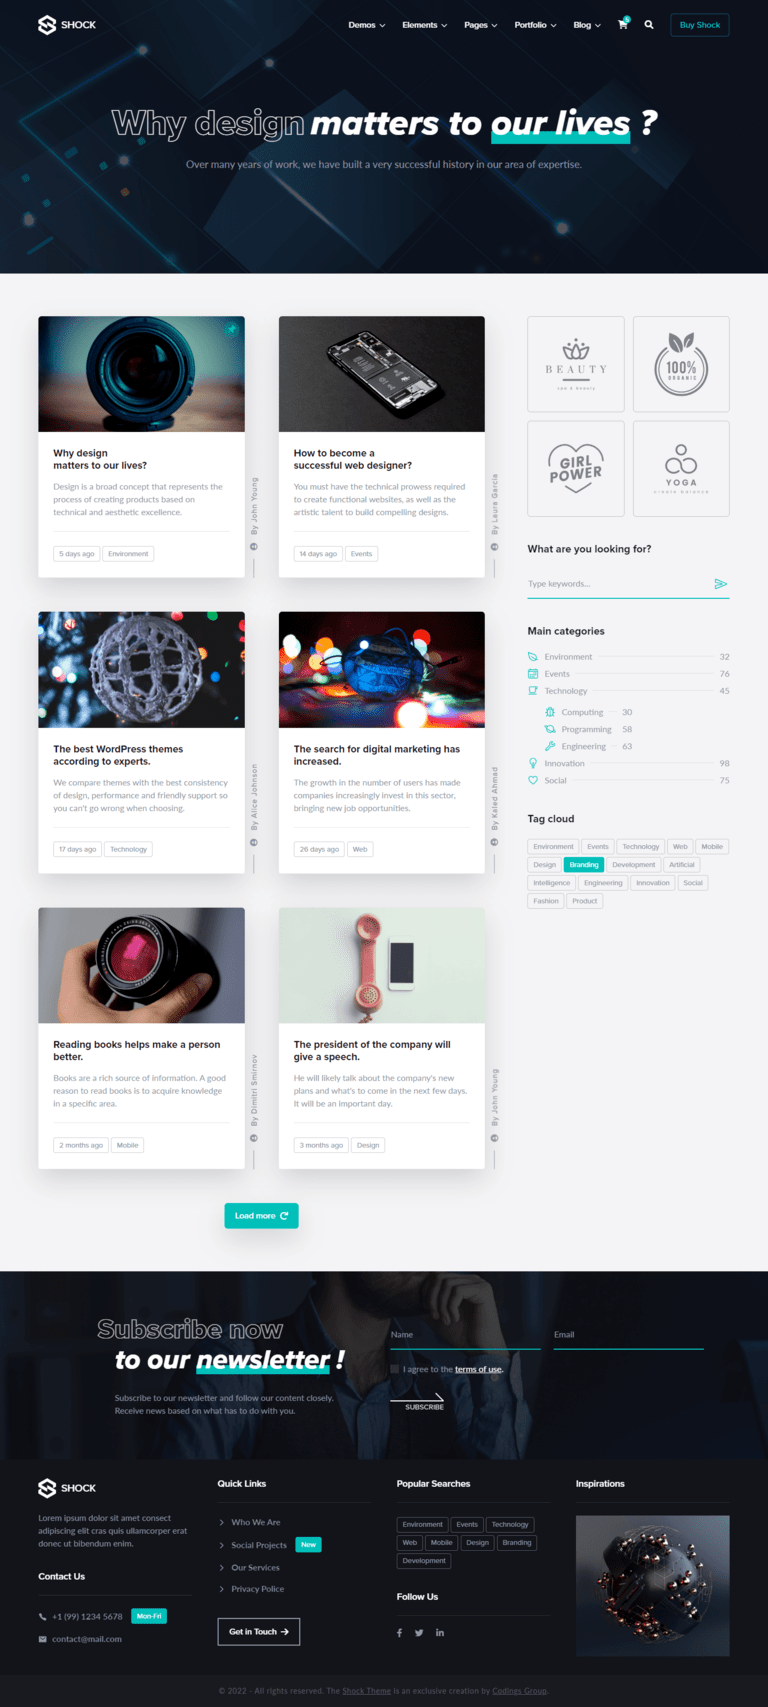 SHOCK
Demos
Elements
Pages
Portfolio
Blog
Buy Shock
Why design matters to our lives ?
Over many years of work, we have built a very successful history in our area of expertise.
Why design
matters to our lives?
Design is a broad concept that represents the
process of creating products based on
technical and aesthetic excellence.
5 days ago
Environment
By John Young
How to become a
successful web designer?
You must have the technical prowess required
to create functional websites, as well as the
artistic talent to build compelling designs.
14 days ago
Events
By Laura Garcia
The best WordPress themes
according to experts.
We compare themes with the best consistency
of design, performance and friendly support so
you can't go wrong when choosing.
17 days ago
Technology
By Alice Johnson
The search for digital marketing has
increased.
The growth in the number of users has made
companies increasingly invest in this sector,
bringing new job opportunities.
26 days ago
Web
By Kaled Ahmed
Reading books helps make a person
better.
Books are a rich source of information. A good
reason to read books is to acquire knowledge
in a specific area.
2 months ago
Mobile
By Dimitri Smirnov
The president of the company will
give a speech.
He will likely talk about the company's new
plans and what's to come in the next few days.
It will be an important day.
3 months ago
Design
By John Young
Load more
BEAUTY
spa & beauty
100%
ORGANIC
GIRL
POWER
YOGA
What are you looking for?
Type keywords...
Main categories
Environment 32
Events 76
Technology 45
Computing 30
Programming 58
Engineering 63
Innovation 98
Social 75
Tag cloud
Environment Events Technology Web Mobile
Design Branding Development Artificial
Intelligence Engineering Innovation Social
Fashion Product
Subscribe now
to our newsletter !
Subscribe to our newsletter and follow our content closely.
Receive news based on what has to do with you.
Name
Email
I agree to the terms of use.
SUBSCRIBE
SHOCK
Lorem ipsum dolor sit amet consect
adipiscing elit cras quis ullamcorper erat
donec ut bibendum enim.
Contact Us
+1 (99) 1234 5678 Mon-Fri
contact@mail.com
Quick Links
Who We Are
Social Projects New
Our Services
Privacy Police
Get in Touch
Popular Searches
Environment Events Technology
Web Mobile Design Branding
Development
Follow Us
Inspirations
© 2022 - All rights reserved. The Shock Theme is an exclusive creation by Codings Group.